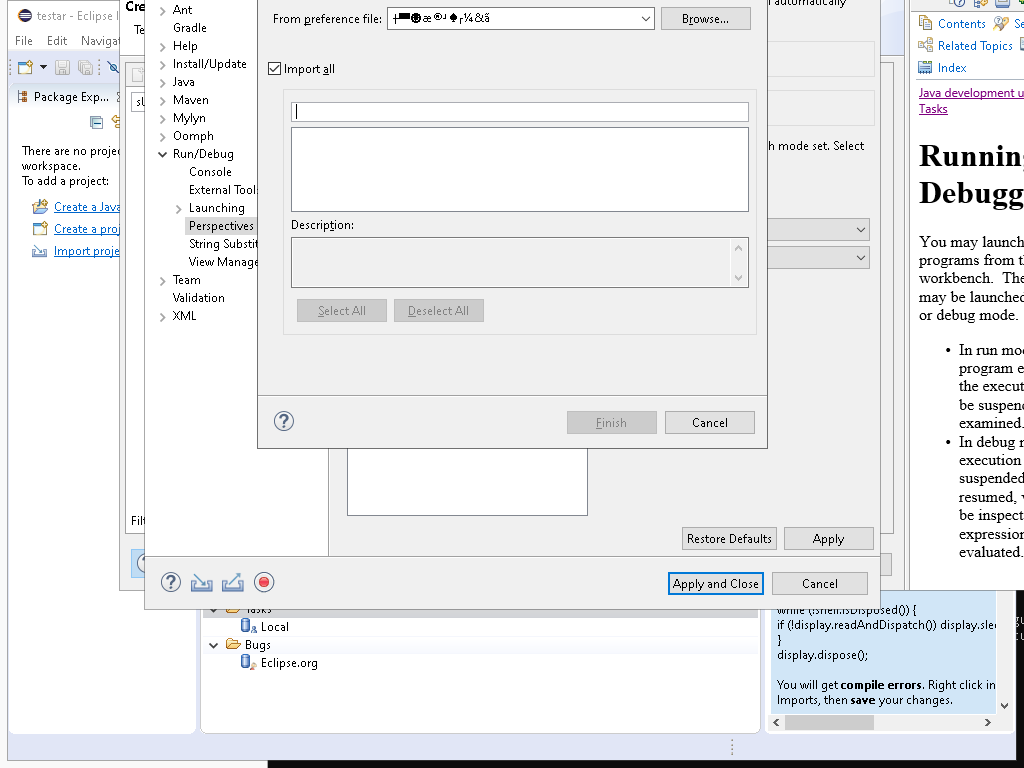 testar - Eclipse I
File Edit Navigat
Package Exp...
There are no projec
workspace.
To add a project:
Create a Java
Create a proj
Import proje
Cre
Te
sl
Filt
Ant
Gradle
Help
Install/Update
Java
Maven
Mylyn
Oomph
Run/Debug
Console
External Tool
Launching
Perspectives
String Substit
View Manage
Team
Validation
XML
From preference file:
Browse...
Import all
Description:
Select All
Deselect All
Finish
Cancel
automatically
h mode set. Select
Restore Defaults
Apply
Apply and Close
Cancel
Tasks
Local
Bugs
Eclipse.org
while (!shell.isDisposed()) {
if (!display.readAndDispatch()) display.slee
}
display.dispose();
You will get compile errors. Right click in
Imports, then save your changes.
Contents
Se
Related Topics
Index
Java development u
Tasks
Running
Debugg
You may launch
programs from th
workbench. The
may be launched
or debug mode.
• In run mod
program e
the execut
be suspend
examined.
• In debug m
execution
suspended
resumed, v
be inspect
expression
evaluated.